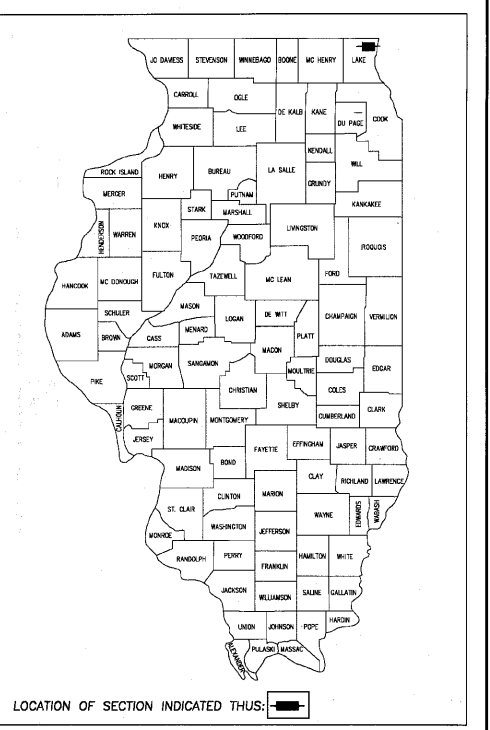 JO DAVIESS STEVENSON WINNEBAGO BOONE MC HENRY LAKE
CARROLL OGLE DE KALB KANE COOK
DU PAGE
WHITESIDE LEE
KENDALL WILL
ROCK ISLAND HENRY BUREAU LA SALLE GRUNDY
MERCER PUTNAM KANKAKEE
STARK MARSHALL
HENDERSON WARREN KNOX PEORIA WOODFORD LIVINGSTON IROQUOIS
FULTON TAZEWELL MC LEAN FORD
HANCOCK MC DONOUGH
MASON
SCHULER LOGAN DE WITT CHAMPAIGN VERMILION
ADAMS BROWN CASS MENARD PLATT
MACON
MORGAN SANGAMON DOUGLAS
PIKE SCOTT MOULTRIE EDGAR
CHRISTIAN COLES
CALHOUN GREENE SHELBY
MACOUPIN MONTGOMERY CUMBERLAND CLARK
JERSEY
FAYETTE EFFINGHAM JASPER CRAWFORD
MADISON BOND
CLAY RICHLAND LAWRENCE
CLINTON MARION
ST. CLAIR WAYNE EDWARDS WABASH
WASHINGTON JEFFERSON
MONROE
RANDOLPH PERRY HAMILTON WHITE
FRANKLIN
JACKSON WILLIAMSON SALINE GALLATIN
UNION JOHNSON POPE HARDIN
ALEXANDER PULASKI MASSAC
LOCATION OF SECTION INDICATED THUS: